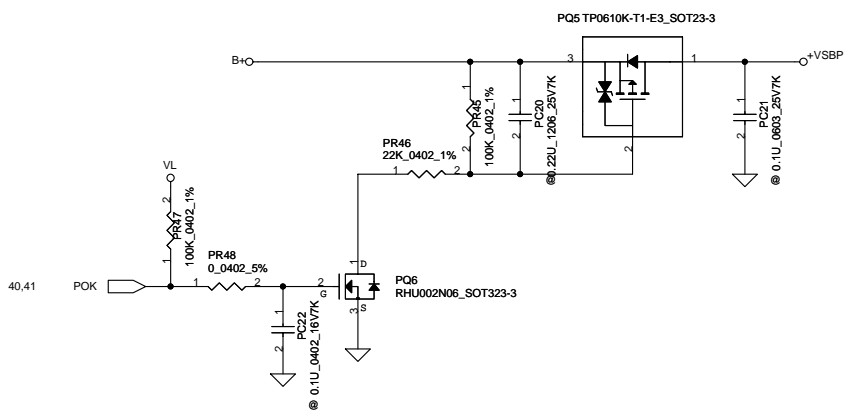 PQ5 TP0610K-T1-E3_SOT23-3
B+
3
1
+VSBP
1
2
PR45
100K_0402_1%
1
2
PC20
@0.22U_1206_25V7K
2
1
2
PC21
@ 0.1U_0603_25V7K
PR46
22K_0402_1%
1
2
VL
2
1
PR47
100K_0402_1%
PR48
0_0402_5%
1
2
40,41
POK
1
D
2
G
3
S
PQ6
RHU002N06_SOT323-3
1
2
PC22
@ 0.1U_0402_16V7K